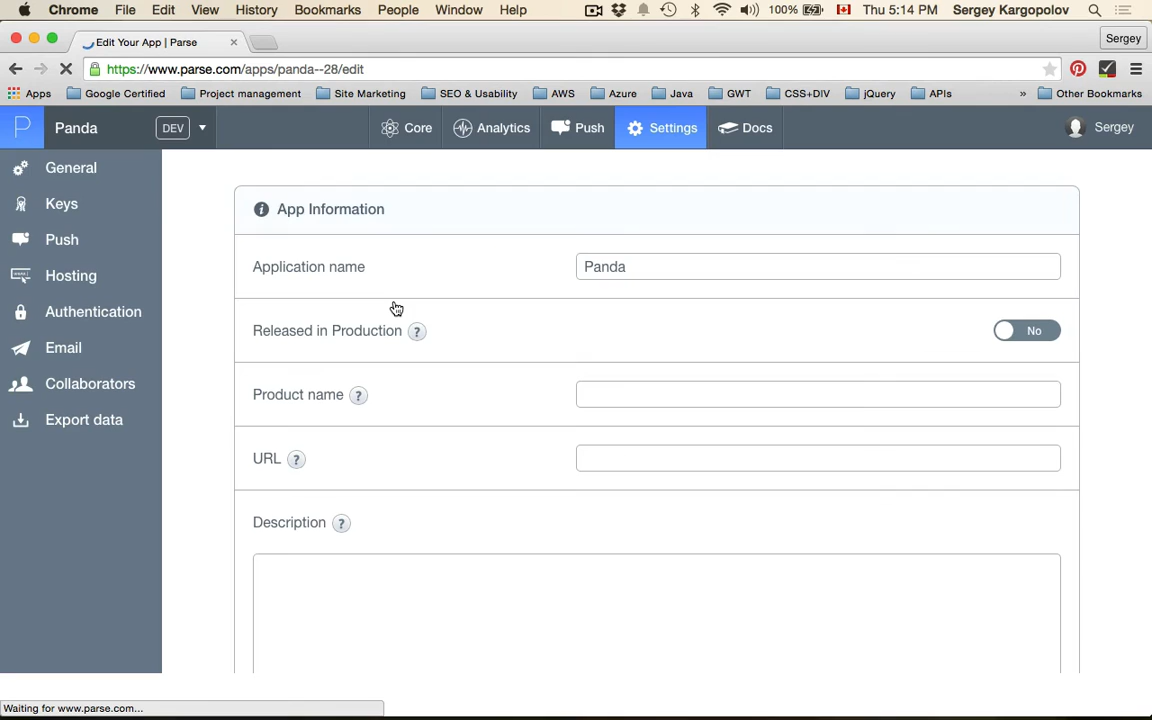 Chrome File Edit View History Bookmarks People Window Help 100% Thu 5:14 PM Sergey Kargopolov
Edit Your App | Parse Sergey
https://www.parse.com/apps/panda--28/edit
Apps Google Certified Project management Site Marketing SEO & Usability AWS Azure Java GWT CSS+DIV jQuery APIs » Other Bookmarks
P Panda DEV Core Analytics Push Settings Docs Sergey
General
Keys
Push
Hosting
Authentication
Email
Collaborators
Export data
App Information
Application name Panda
Released in Production ? No
Product name ?
URL ?
Description ?
Waiting for www.parse.com...